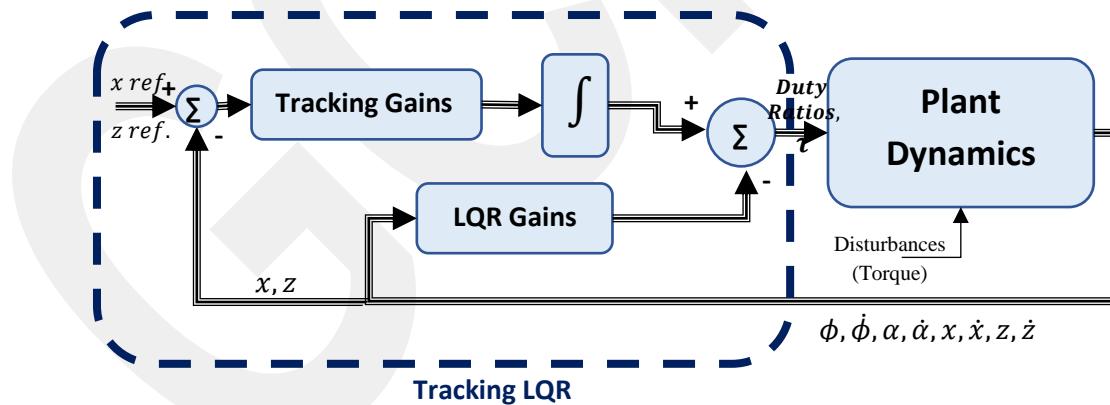 x ref.
+
z ref.
Σ
-
Tracking Gains
∫
+
Σ
-
Duty
Ratios,
τ
Plant
Dynamics
LQR Gains
Disturbances
(Torque)
x, z
ϕ, ϕ̇, α, α̇, x, ẋ, z, ż
Tracking LQR